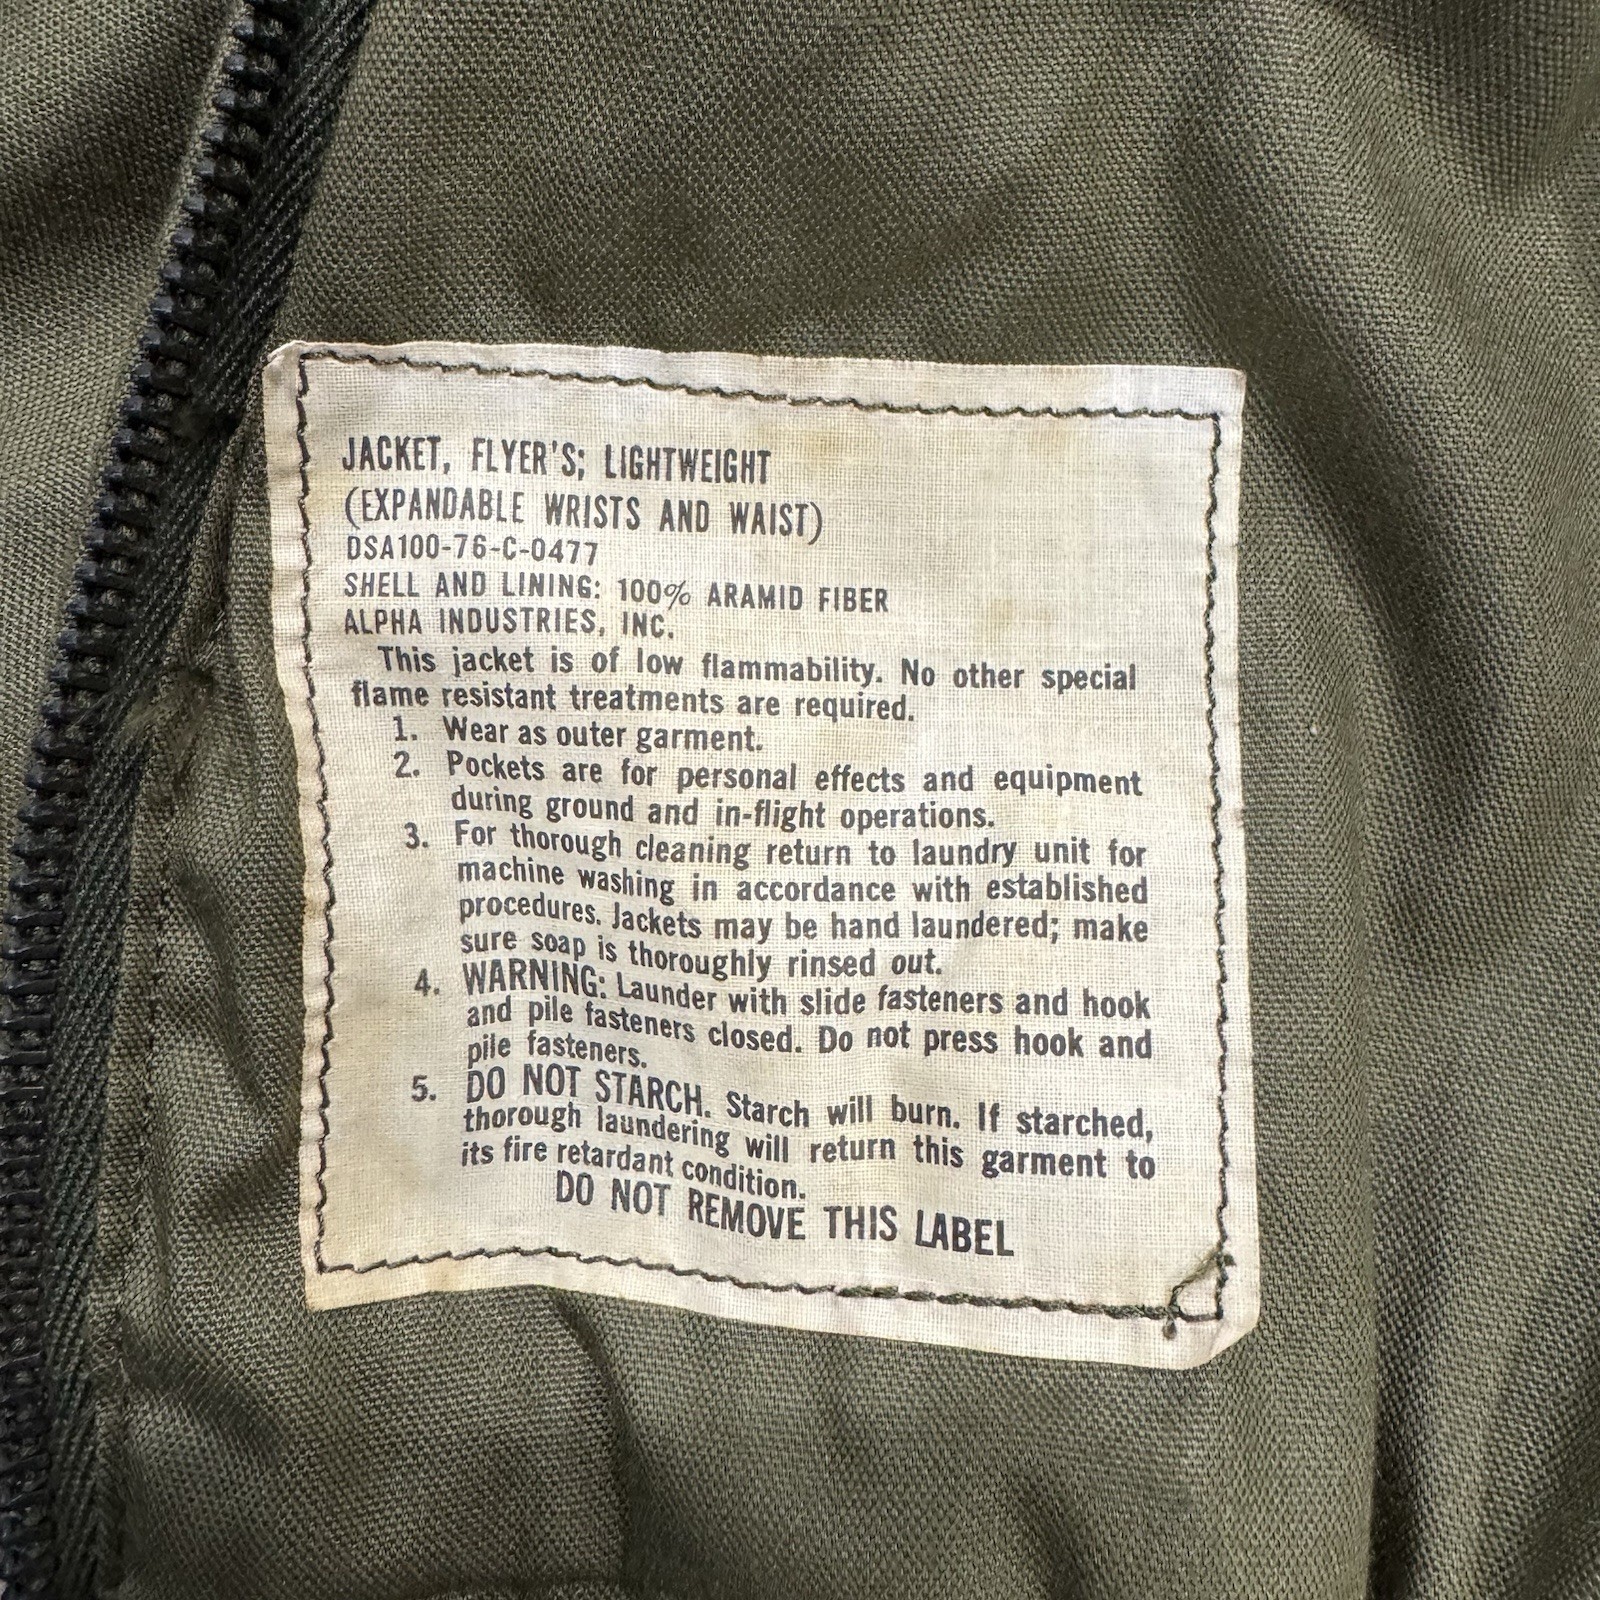 JACKET, FLYER'S; LIGHTWEIGHT
(EXPANDABLE WRISTS AND WAIST)
DSA100-76-C-0477
SHELL AND LINING: 100% ARAMID FIBER
ALPHA INDUSTRIES, INC.
This jacket is of low flammability. No other special
flame resistant treatments are required.
1. Wear as outer garment.
2. Pockets are for personal effects and equipment
during ground and in-flight operations.
3. For thorough cleaning return to laundry unit for
machine washing in accordance with established
procedures. Jackets may be hand laundered; make
sure soap is thoroughly rinsed out.
4. WARNING: Launder with slide fasteners and hook
and pile fasteners closed. Do not press hook and
pile fasteners.
5. DO NOT STARCH. Starch will burn. If starched,
thorough laundering will return this garment to
its fire retardant condition.
DO NOT REMOVE THIS LABEL